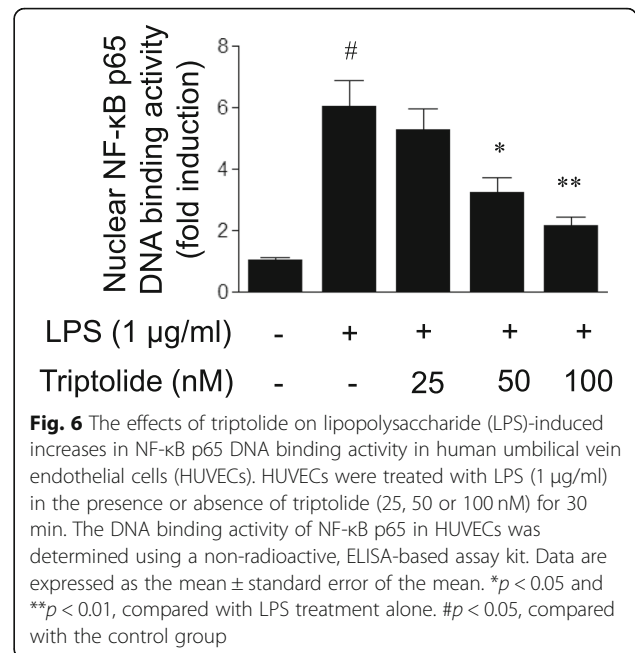 Nuclear NF-κB p65
DNA binding activity
(fold induction)
8
6
4
2
0
#
*
**
LPS (1 μg/ml) - + + + +
Triptolide (nM) - - 25 50 100
Fig. 6 The effects of triptolide on lipopolysaccharide (LPS)-induced
increases in NF-κB p65 DNA binding activity in human umbilical vein
endothelial cells (HUVECs). HUVECs were treated with LPS (1 μg/ml)
in the presence or absence of triptolide (25, 50 or 100 nM) for 30
min. The DNA binding activity of NF-κB p65 in HUVECs was
determined using a non-radioactive, ELISA-based assay kit. Data are
expressed as the mean ± standard error of the mean. *p < 0.05 and
**p < 0.01, compared with LPS treatment alone. #p < 0.05, compared
with the control group